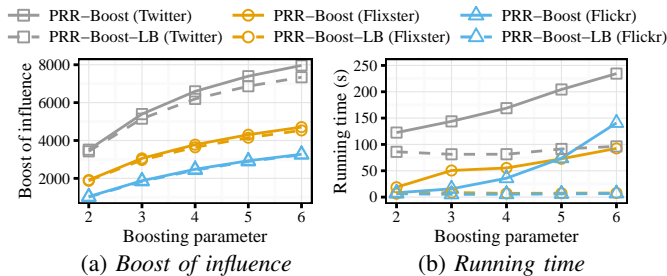 PRR−Boost (Twitter) PRR−Boost (Flixster) PRR−Boost (Flickr)
PRR−Boost−LB (Twitter) PRR−Boost−LB (Flixster) PRR−Boost−LB (Flickr)
Boost of influence
8000
6000
4000
2000
2 3 4 5 6
Boosting parameter
(a) Boost of influence
Running time (s)
250
200
150
100
50
0
2 3 4 5 6
Boosting parameter
(b) Running time